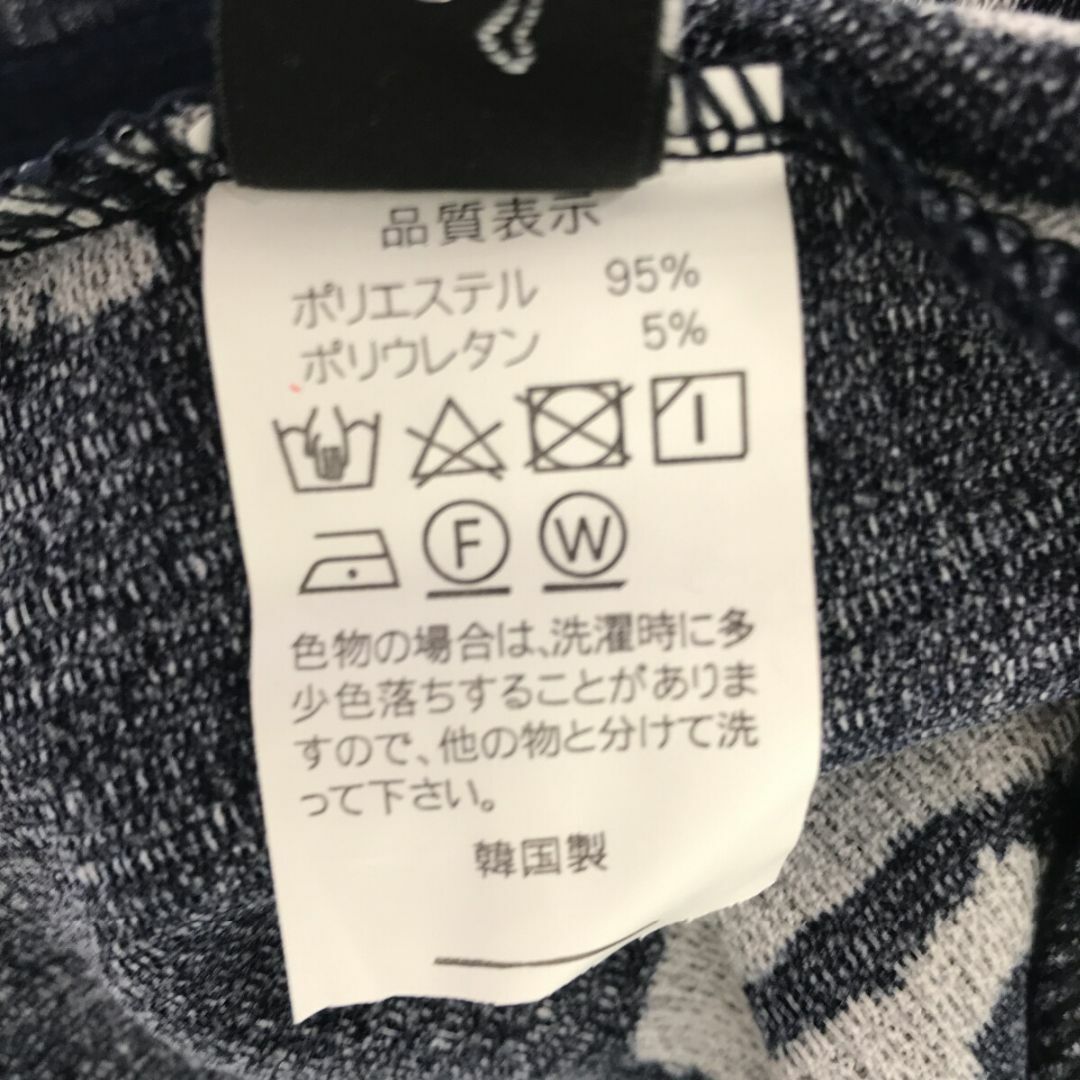 品質表示
ポリエステル 95%
ポリウレタン 5%
F W
色物の場合は、洗濯時に多
少色落ちすることがありま
すので、他の物と分けて洗
って下さい。
韓国製